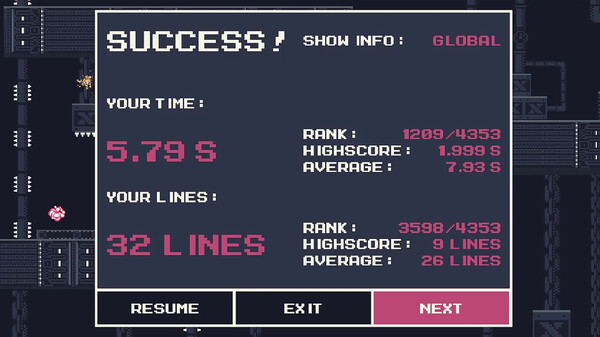 SUCCESS!
SHOW INFO: GLOBAL
YOUR TIME:
5.79 S
RANK: 1209/4353
HIGHSCORE: 1.999 S
AVERAGE: 7.93 S
YOUR LINES:
32 LINES
RANK: 3598/4353
HIGHSCORE: 9 LINES
AVERAGE: 26 LINES
RESUME
EXIT
NEXT